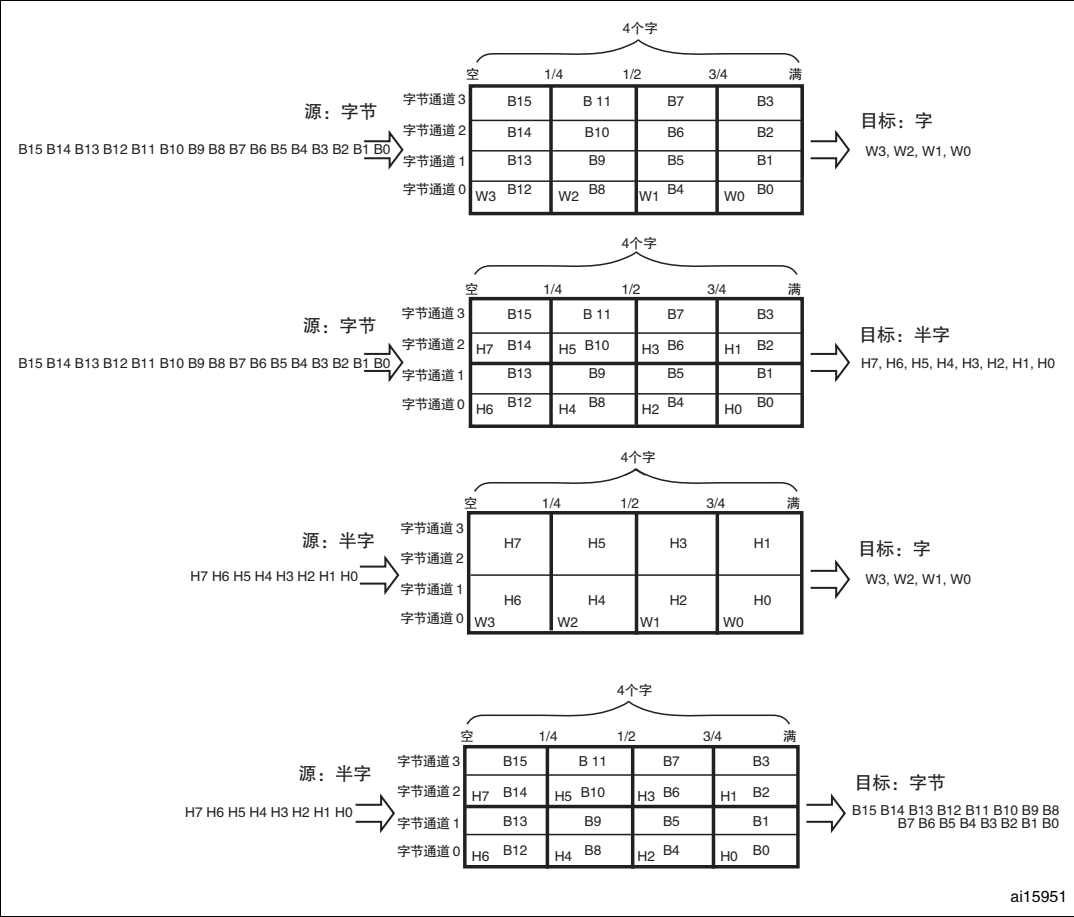 4个字
空 1/4 1/2 3/4 满
源：字节
B15 B14 B13 B12 B11 B10 B9 B8 B7 B6 B5 B4 B3 B2 B1 B0
字节通道 3 B15 B 11 B7 B3
字节通道 2 B14 B10 B6 B2
字节通道 1 B13 B9 B5 B1
字节通道 0 W3 B12 W2 B8 W1 B4 W0 B0
目标：字
W3, W2, W1, W0
4个字
空 1/4 1/2 3/4 满
源：字节
B15 B14 B13 B12 B11 B10 B9 B8 B7 B6 B5 B4 B3 B2 B1 B0
字节通道 3 B15 B 11 B7 B3
字节通道 2 H7 B14 H5 B10 H3 B6 H1 B2
字节通道 1 B13 B9 B5 B1
字节通道 0 H6 B12 H4 B8 H2 B4 H0 B0
目标：半字
H7, H6, H5, H4, H3, H2, H1, H0
4个字
空 1/4 1/2 3/4 满
源：半字
H7 H6 H5 H4 H3 H2 H1 H0
字节通道 3
H7 H5 H3 H1
字节通道 2
字节通道 1
H6 H4 H2 H0
字节通道 0 W3 W2 W1 W0
目标：字
W3, W2, W1, W0
4个字
空 1/4 1/2 3/4 满
源：半字
H7 H6 H5 H4 H3 H2 H1 H0
字节通道 3 B15 B 11 B7 B3
字节通道 2 H7 B14 H5 B10 H3 B6 H1 B2
字节通道 1 B13 B9 B5 B1
字节通道 0 H6 B12 H4 B8 H2 B4 H0 B0
目标：字节
B15 B14 B13 B12 B11 B10 B9 B8
B7 B6 B5 B4 B3 B2 B1 B0
ai15951